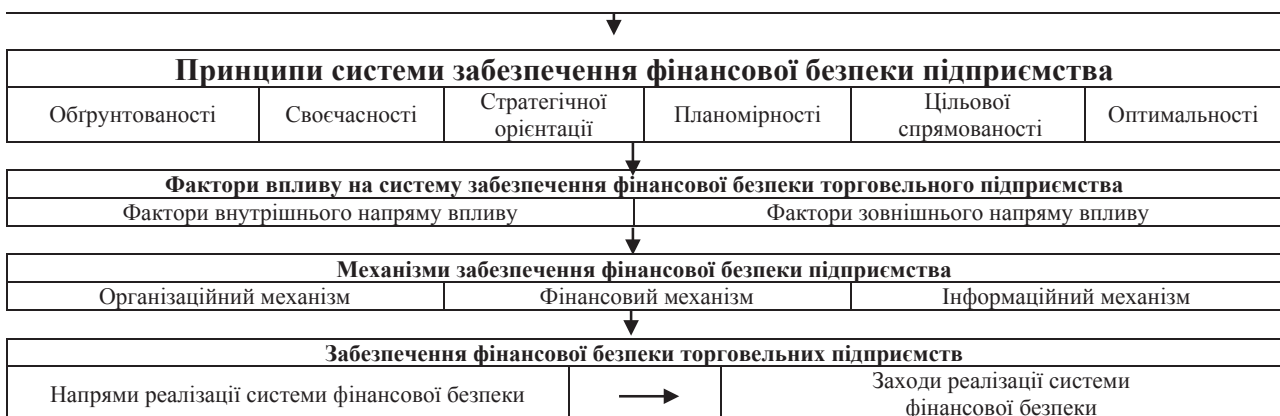 Принципи системи забезпечення фінансової безпеки підприємства
Обґрунтованості
Своєчасності
Стратегічної
орієнтації
Планомірності
Цільової
спрямованості
Оптимальності
Фактори впливу на систему забезпечення фінансової безпеки торговельного підприємства
Фактори внутрішнього напряму впливу
Фактори зовнішнього напряму впливу
Механізми забезпечення фінансової безпеки підприємства
Організаційний механізм
Фінансовий механізм
Інформаційний механізм
Забезпечення фінансової безпеки торговельних підприємств
Напрями реалізації системи фінансової безпеки
Заходи реалізації системи
фінансової безпеки